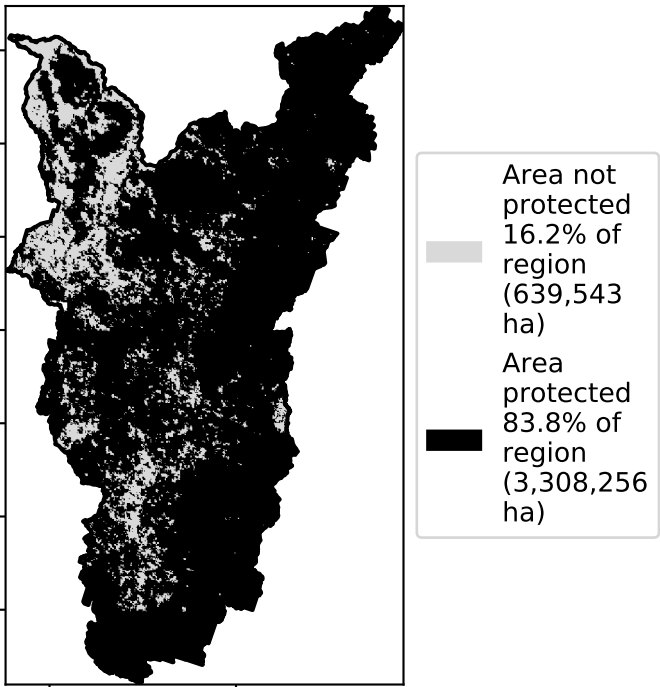 Area not
protected
16.2% of
region
(639,543
ha)
Area
protected
83.8% of
region
(3,308,256
ha)